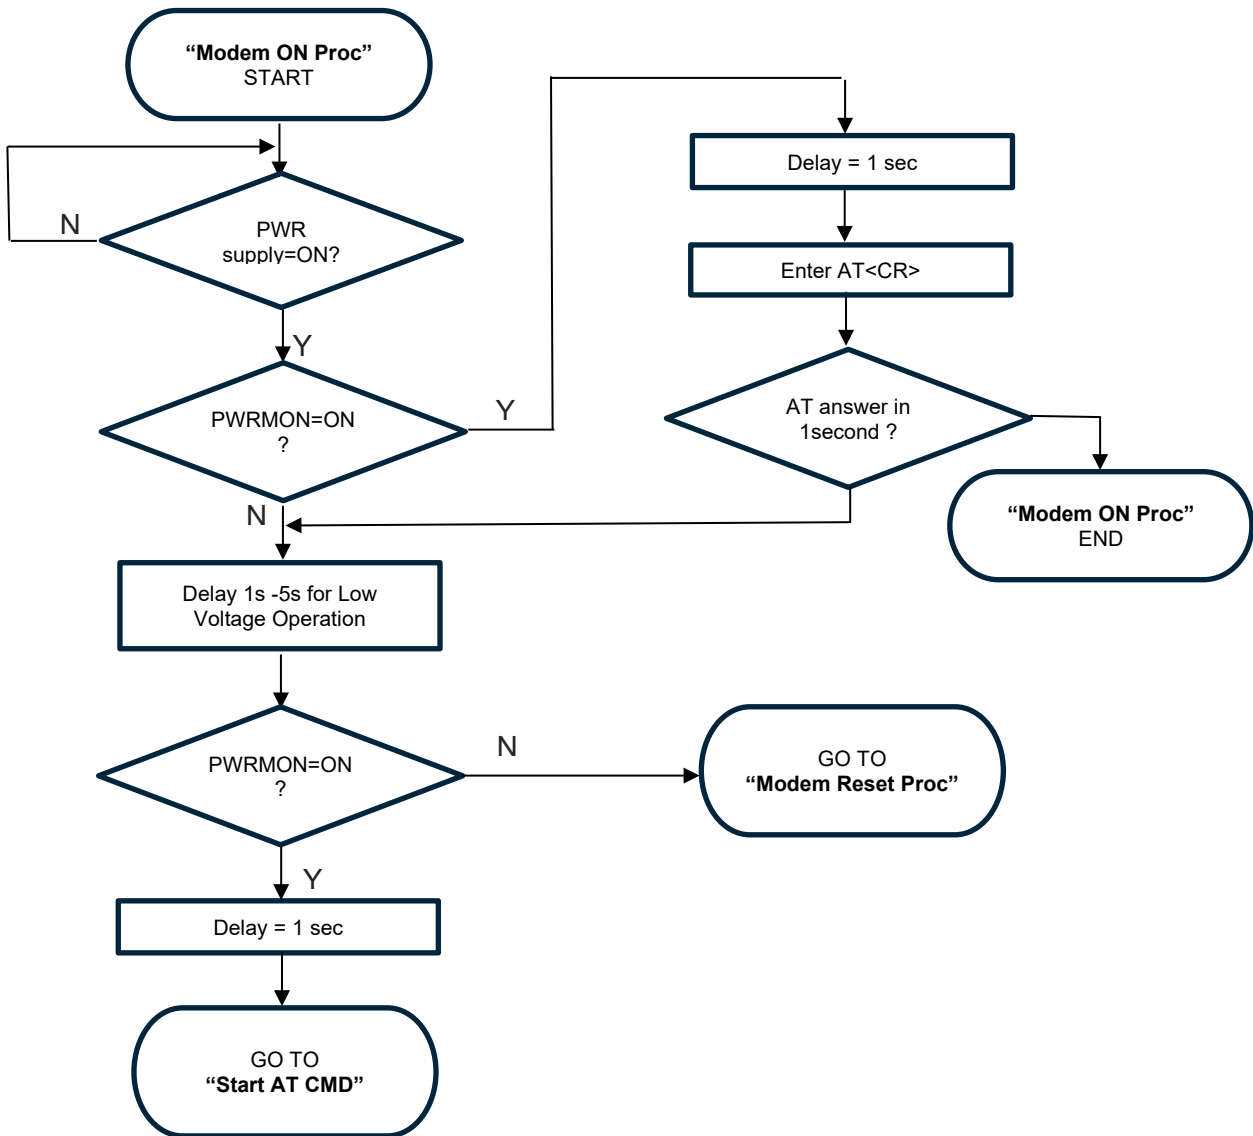 “Modem ON Proc”
START
PWR
supply=ON?
N
Y
PWRMON=ON
?
Y
N
Delay = 1 sec
Enter AT<CR>
AT answer in
1second ?
“Modem ON Proc”
END
Delay 1s -5s for Low
Voltage Operation
PWRMON=ON
?
N
GO TO
“Modem Reset Proc”
Y
Delay = 1 sec
GO TO
“Start AT CMD”